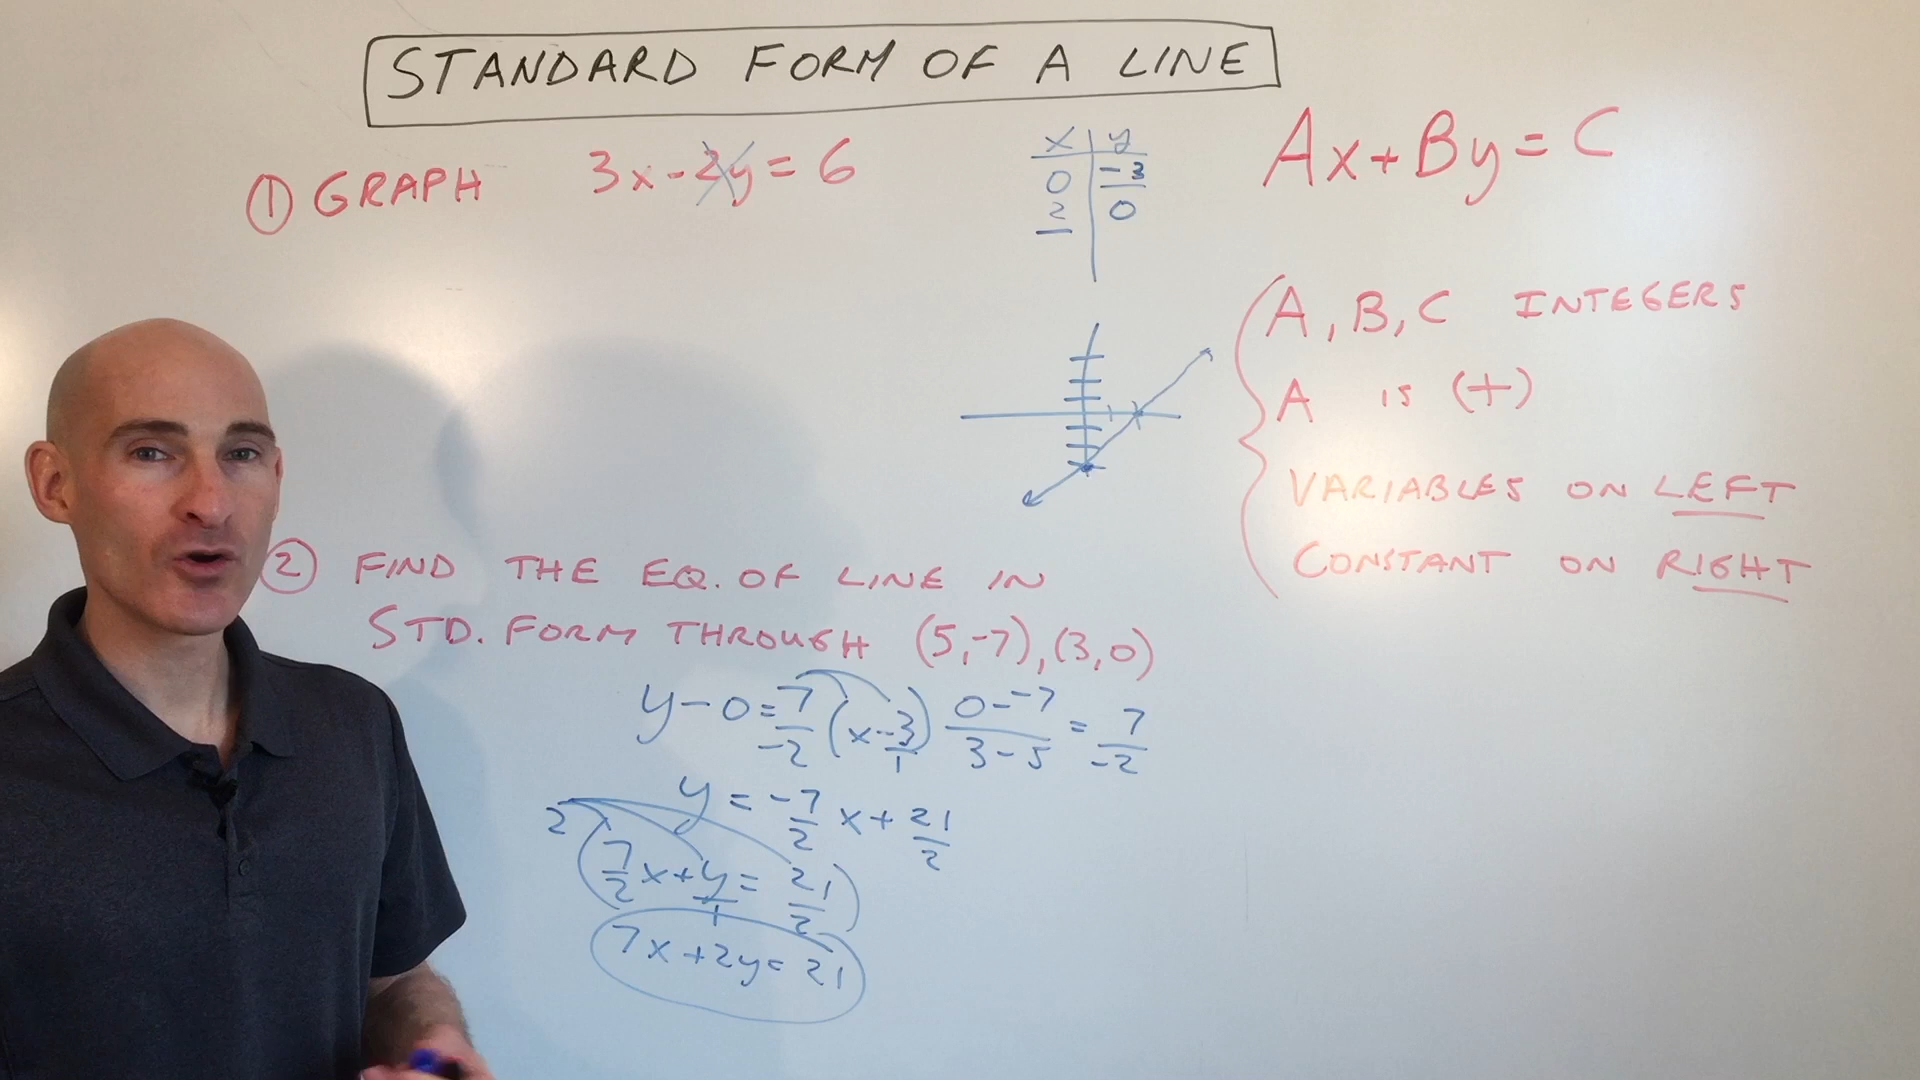 STANDARD FORM OF A LINE
Ax+By=C
① GRAPH 3x-2y=6
x y
0 -3
2 0
A, B, C INTEGERS
A IS (+)
VARIABLES ON LEFT
CONSTANT ON RIGHT
② FIND THE EQ. OF LINE IN
STD. FORM THROUGH (5,-7),(3,0)
y-0=7/-2(x-3/1) 0--7/3-5=7/-2
y=-7/2x+21/2
2(7/2x+y/1=21/2)
7x+2y=21